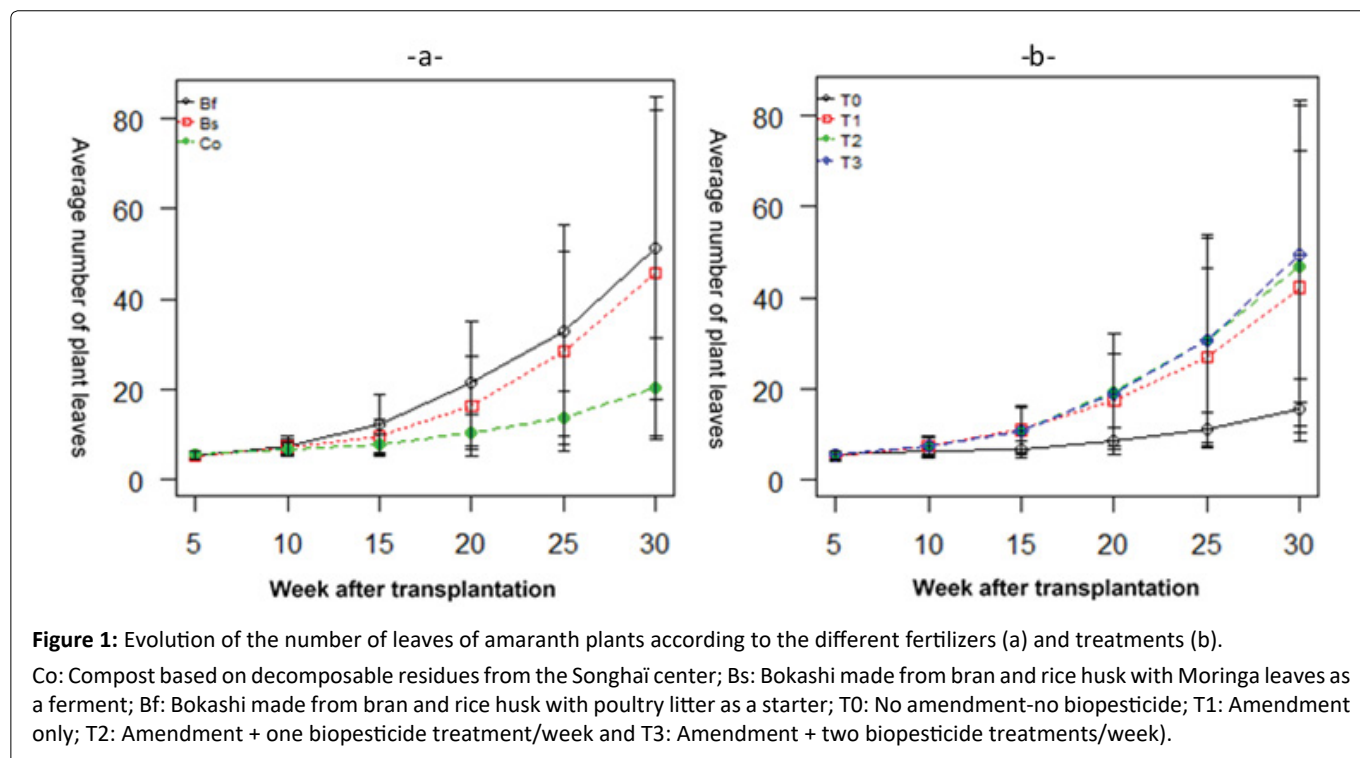 -a-
Average number of plant leaves
80
60
40
20
0
Bf
Bs
Co
5 10 15 20 25 30
Week after transplantation
-b-
Average number of plant leaves
80
60
40
20
0
T0
T1
T2
T3
5 10 15 20 25 30
Week after transplantation
Figure 1: Evolution of the number of leaves of amaranth plants according to the different fertilizers (a) and treatments (b).
Co: Compost based on decomposable residues from the Songhaï center; Bs: Bokashi made from bran and rice husk with Moringa leaves as
a ferment; Bf: Bokashi made from bran and rice husk with poultry litter as a starter; T0: No amendment-no biopesticide; T1: Amendment
only; T2: Amendment + one biopesticide treatment/week and T3: Amendment + two biopesticide treatments/week).